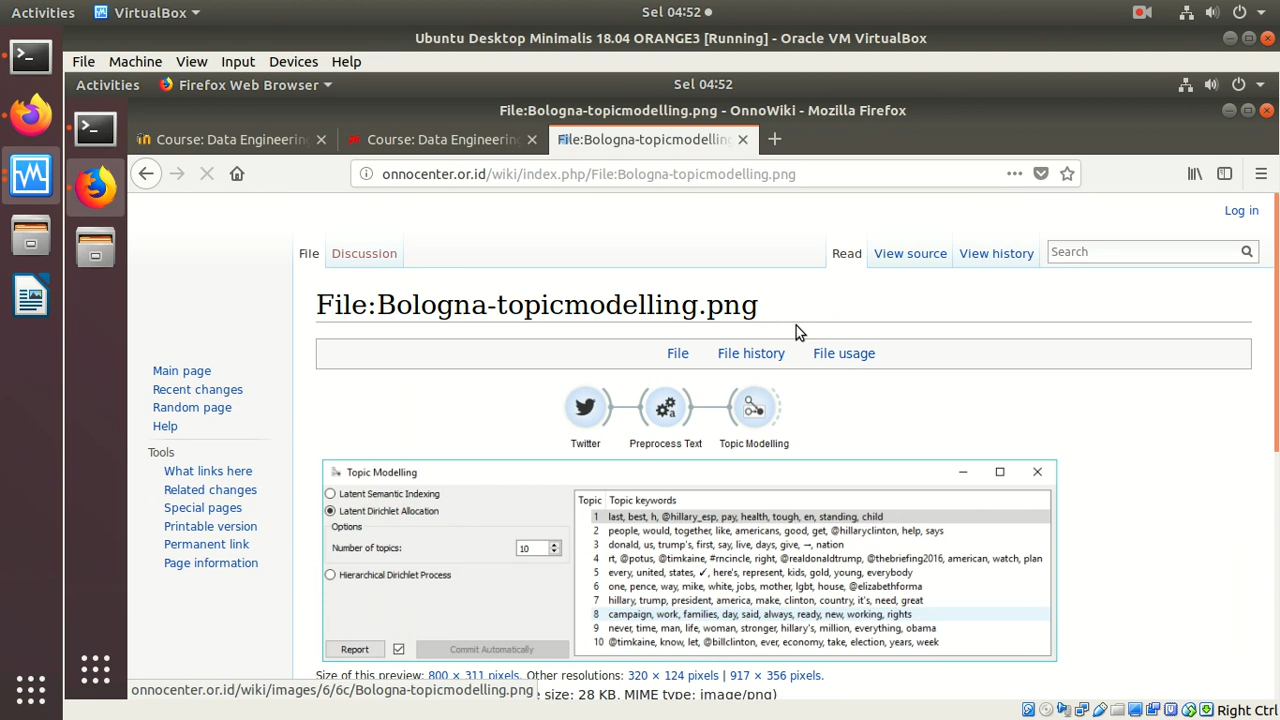 Activities VirtualBox Sel 04:52
Ubuntu Desktop Minimalis 18.04 ORANGE3 [Running] - Oracle VM VirtualBox
File Machine View Input Devices Help
Activities Firefox Web Browser Sel 04:52
File:Bologna-topicmodelling.png - OnnoWiki - Mozilla Firefox
Course: Data Engineering Course: Data Engineering File:Bologna-topicmodelling
onnocenter.or.id/wiki/index.php/File:Bologna-topicmodelling.png
Log in
File Discussion Read View source View history Search
File:Bologna-topicmodelling.png
File File history File usage
Main page
Recent changes
Random page
Help
Tools
What links here
Related changes
Special pages
Printable version
Permanent link
Page information
Twitter Preprocess Text Topic Modelling
Topic Modelling
Latent Semantic Indexing
Latent Dirichlet Allocation
Options
Number of topics: 10
Hierarchical Dirichlet Process
Report Commit Automatically
Topic Topic keywords
1 last, best, h, @hillary_esp, pay, health, tough, en, standing, child
2 people, would, together, like, americans, good, get, @hillaryclinton, help, says
3 donald, us, trump's, first, say, live, days, give, →, nation
4 rt, @potus, @timkaine, #rncincle, right, @realdonaldtrump, @thebriefing2016, american, watch, plan
5 every, united, states, ✓, here's, represent, kids, gold, young, everybody
6 one, pence, way, mike, white, jobs, mother, lgbt, house, @elizabethforma
7 hillary, trump, president, america, make, clinton, country, it's, need, great
8 campaign, work, families, day, said, always, ready, new, working, rights
9 never, time, man, life, woman, stronger, hillary's, million, everything, obama
10 @timkaine, know, let, @billclinton, ever, economy, take, election, years, week
Size of this preview: 800 × 311 pixels. Other resolutions: 320 × 124 pixels | 917 × 356 pixels.
onnocenter.or.id/wiki/images/6/6c/Bologna-topicmodelling.png
e size: 28 KB, MIME type: image/png)
Right Ctrl